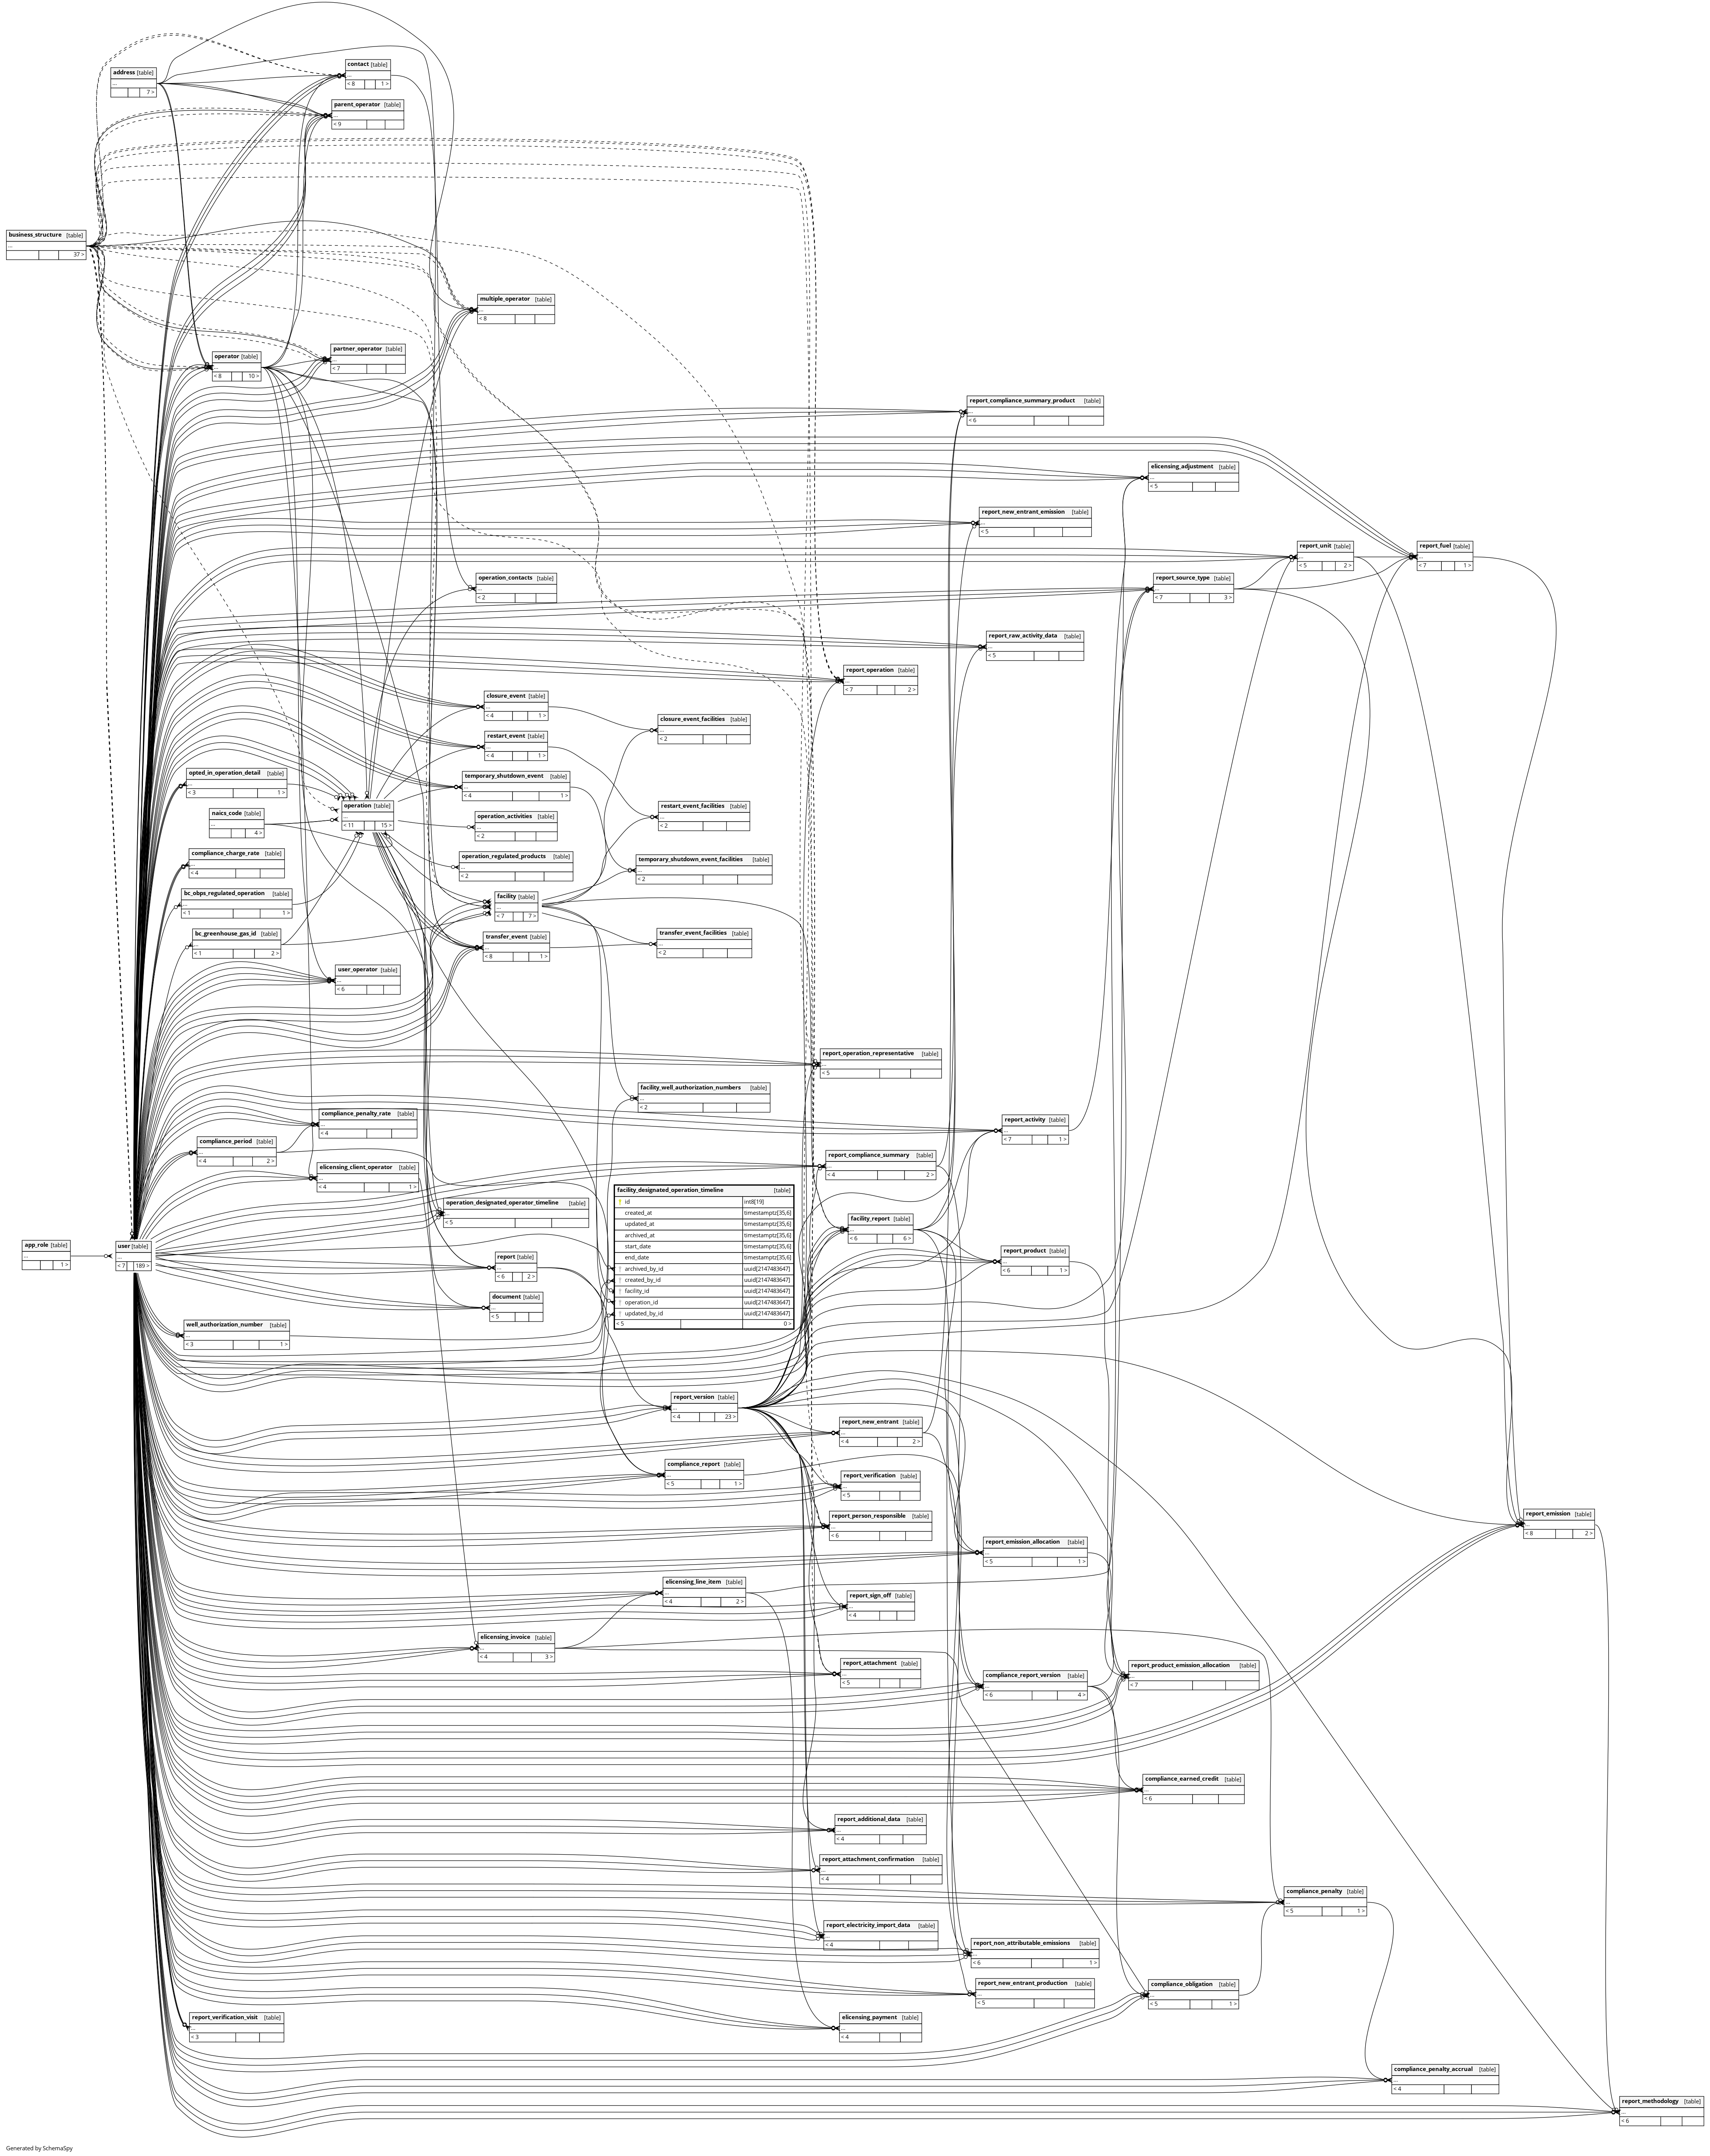 address [table]
...
7 >
contact [table]
...
< 8 1 >
parent_operator [table]
...
< 9
business_structure [table]
...
37 >
multiple_operator [table]
...
< 8
partner_operator [table]
...
< 7
operator [table]
...
< 8 10 >
report_compliance_summary_product [table]
...
< 6
elicensing_adjustment [table]
...
< 5
report_new_entrant_emission [table]
...
< 5
report_unit [table]
...
< 5 2 >
report_fuel [table]
...
< 7 1 >
operation_contacts [table]
...
< 2
report_source_type [table]
...
< 7 3 >
report_raw_activity_data [table]
...
< 5
report_operation [table]
...
< 7 2 >
closure_event [table]
...
< 4 1 >
closure_event_facilities [table]
...
< 2
restart_event [table]
...
< 4 1 >
opted_in_operation_detail [table]
...
< 3 1 >
temporary_shutdown_event [table]
...
< 4 1 >
operation [table]
...
< 11 15 >
restart_event_facilities [table]
...
< 2
naics_code [table]
...
4 >
operation_activities [table]
...
< 2
compliance_charge_rate [table]
...
< 4
operation_regulated_products [table]
...
< 2
temporary_shutdown_event_facilities [table]
...
< 2
bc_obps_regulated_operation [table]
...
< 1 1 >
facility [table]
...
< 7 7 >
bc_greenhouse_gas_id [table]
...
< 1 2 >
transfer_event [table]
...
< 8 1 >
transfer_event_facilities [table]
...
< 2
user_operator [table]
...
< 6
report_operation_representative [table]
...
< 5
facility_well_authorization_numbers [table]
...
< 2
compliance_penalty_rate [table]
...
< 4
report_activity [table]
...
< 7 1 >
compliance_period [table]
...
< 4 2 >
report_compliance_summary [table]
...
< 4 2 >
elicensing_client_operator [table]
...
< 4 1 >
operation_designated_operator_timeline [table]
...
< 5
facility_designated_operation_timeline [table]
id int8[19]
created_at timestamptz[35,6]
updated_at timestamptz[35,6]
archived_at timestamptz[35,6]
start_date timestamptz[35,6]
end_date timestamptz[35,6]
archived_by_id uuid[2147483647]
created_by_id uuid[2147483647]
facility_id uuid[2147483647]
operation_id uuid[2147483647]
updated_by_id uuid[2147483647]
< 5 0 >
facility_report [table]
...
< 6 6 >
app_role [table]
...
1 >
user [table]
...
< 7 189 >
report [table]
...
< 6 2 >
report_product [table]
...
< 6 1 >
document [table]
...
< 5
well_authorization_number [table]
...
< 3 1 >
report_version [table]
...
< 4 23 >
report_new_entrant [table]
...
< 4 2 >
compliance_report [table]
...
< 5 1 >
report_verification [table]
...
< 5
report_person_responsible [table]
...
< 6
report_emission [table]
...
< 8 2 >
report_emission_allocation [table]
...
< 5 1 >
elicensing_line_item [table]
...
< 4 2 >
report_sign_off [table]
...
< 4
elicensing_invoice [table]
...
< 4 3 >
report_attachment [table]
...
< 5
compliance_report_version [table]
...
< 6 4 >
report_product_emission_allocation [table]
...
< 7
compliance_earned_credit [table]
...
< 6
report_additional_data [table]
...
< 4
report_attachment_confirmation [table]
...
< 4
compliance_penalty [table]
...
< 5 1 >
report_electricity_import_data [table]
...
< 4
report_non_attributable_emissions [table]
...
< 6 1 >
report_new_entrant_production [table]
...
< 5
compliance_obligation [table]
...
< 5 1 >
report_verification_visit [table]
...
< 3
elicensing_payment [table]
...
< 4
compliance_penalty_accrual [table]
...
< 4
report_methodology [table]
...
< 6
Generated by SchemaSpy